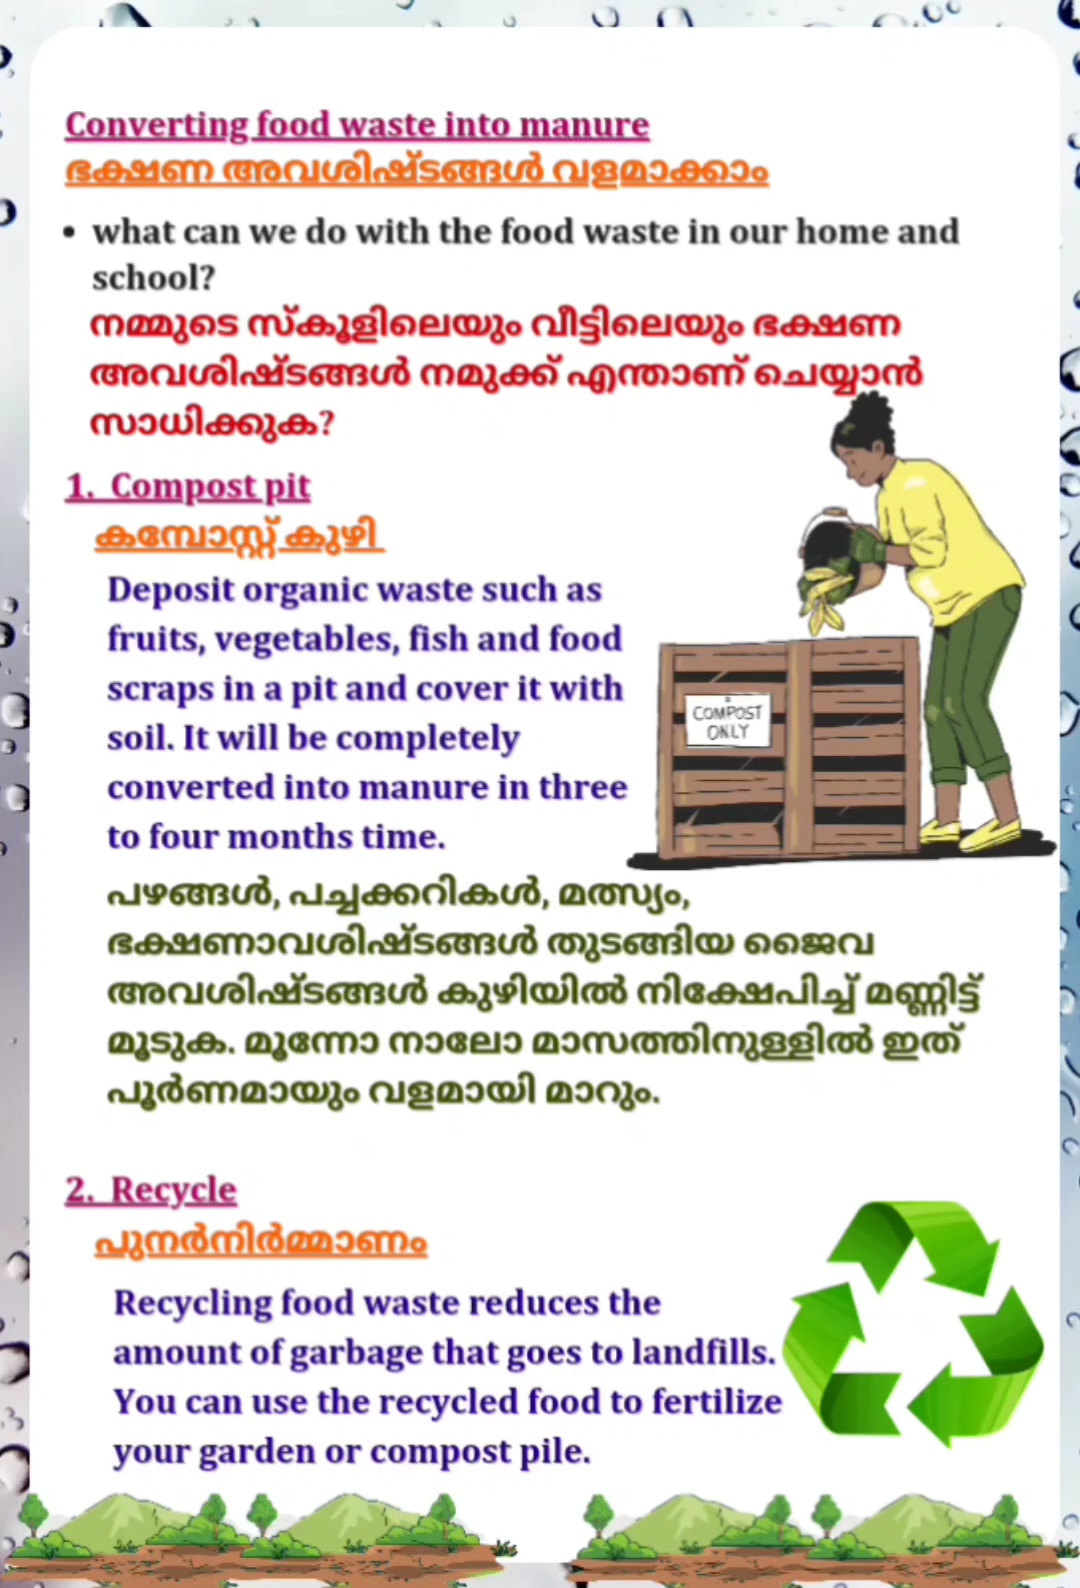 Converting food waste into manure
ഭക്ഷണ അവശിഷ്ടങ്ങൾ വളമാക്കാം
• what can we do with the food waste in our home and
school?
നമ്മുടെ സ്കൂളിലെയും വീട്ടിലെയും ഭക്ഷണ
അവശിഷ്ടങ്ങൾ നമുക്ക് എന്താണ് ചെയ്യാൻ
സാധിക്കുക?
1. Compost pit
കമ്പോസ്റ്റ് കുഴി
Deposit organic waste such as
fruits, vegetables, fish and food
scraps in a pit and cover it with
soil. It will be completely
converted into manure in three
to four months time.
COMPOST
ONLY
പഴങ്ങൾ, പച്ചക്കറികൾ, മത്സ്യം,
ഭക്ഷണാവശിഷ്ടങ്ങൾ തുടങ്ങിയ ജൈവ
അവശിഷ്ടങ്ങൾ കുഴിയിൽ നിക്ഷേപിച്ച് മണ്ണിട്ട്
മൂടുക. മൂന്നോ നാലോ മാസത്തിനുള്ളിൽ ഇത്
പൂർണമായും വളമായി മാറും.
2. Recycle
പുനർനിർമ്മാണം
Recycling food waste reduces the
amount of garbage that goes to landfills.
You can use the recycled food to fertilize
your garden or compost pile.